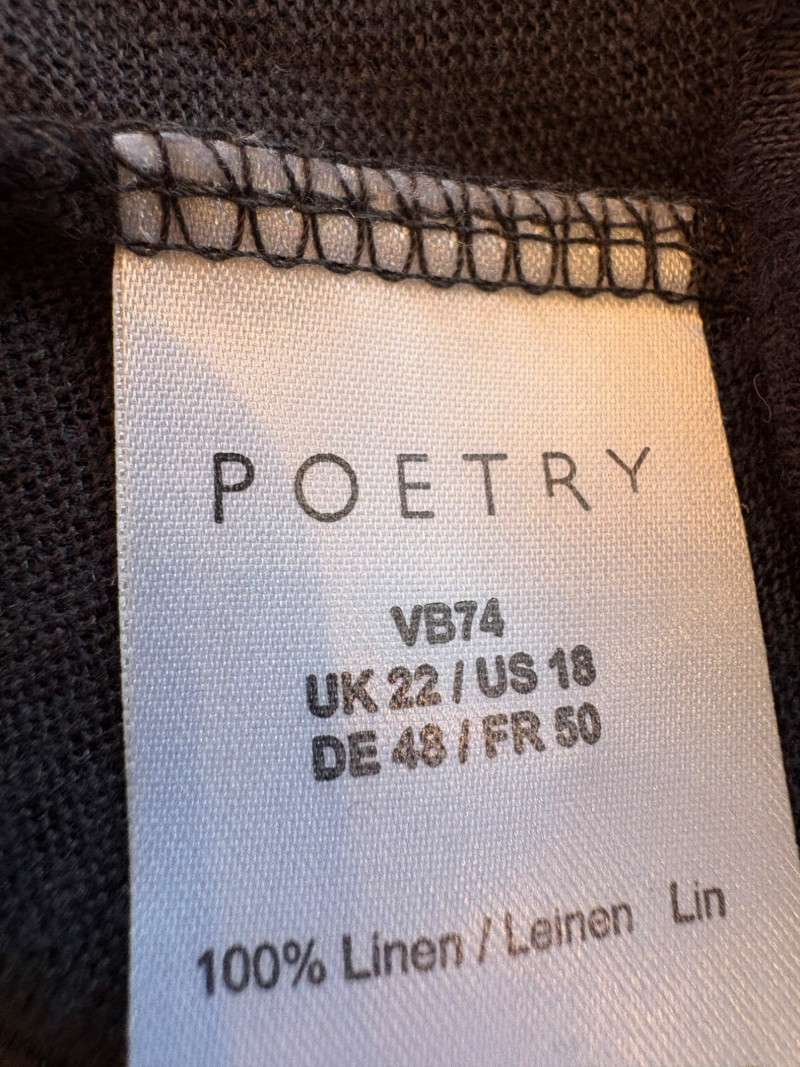 POETRY
VB74
UK 22 / US 18
DE 48 / FR 50
100% Linen / Leinen Lin